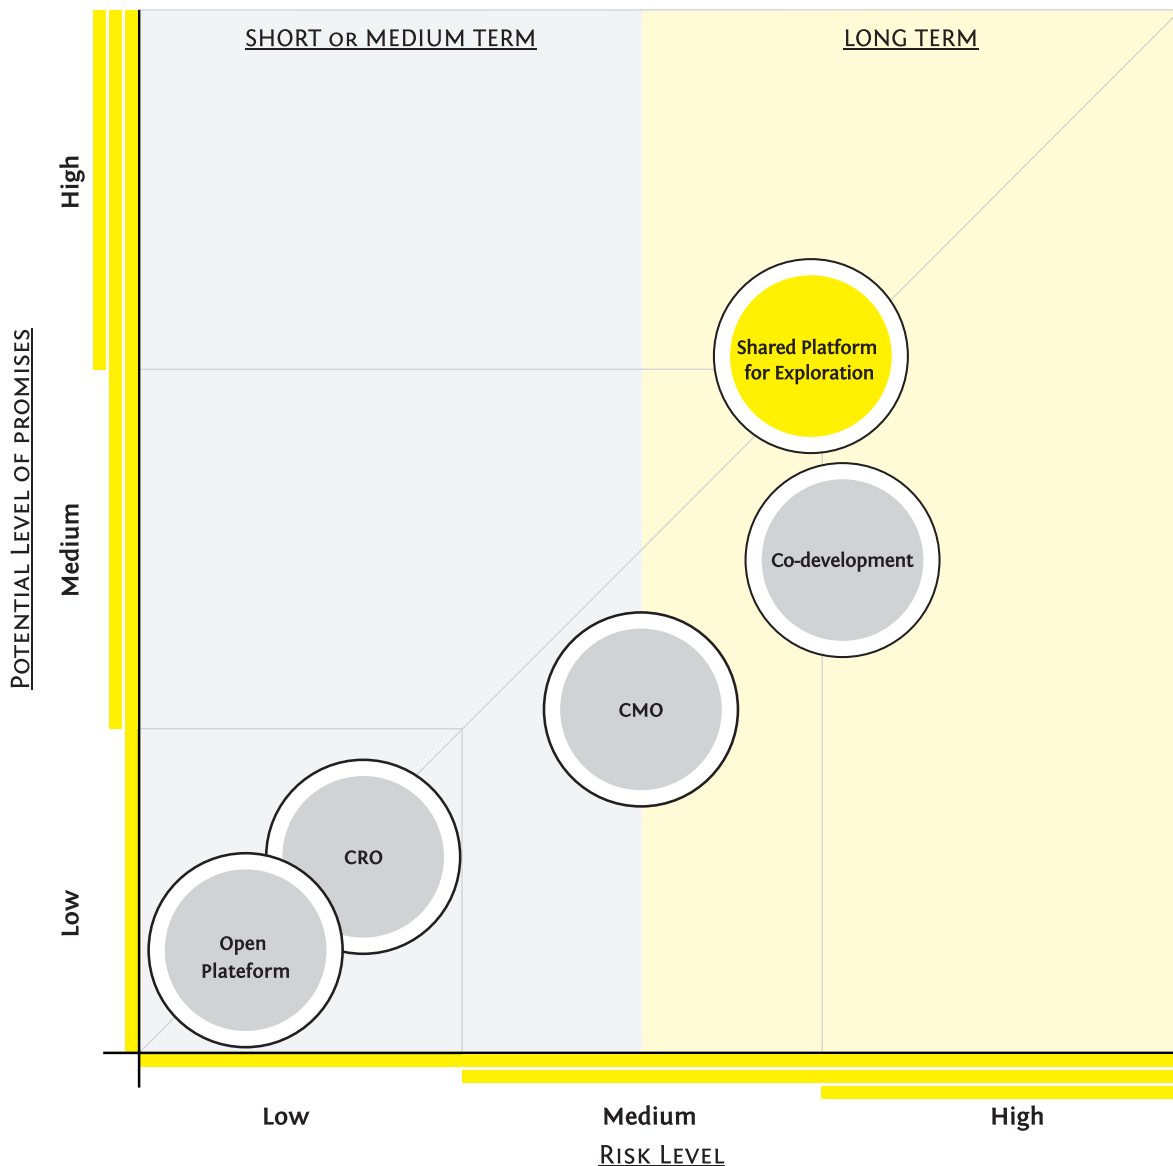 SHORT OR MEDIUM TERM
LONG TERM
POTENTIAL LEVEL OF PROMISES
High
Medium
Low
Shared Platform
for Exploration
Co-development
CMO
CRO
Open
Plateform
Low
Medium
High
RISK LEVEL